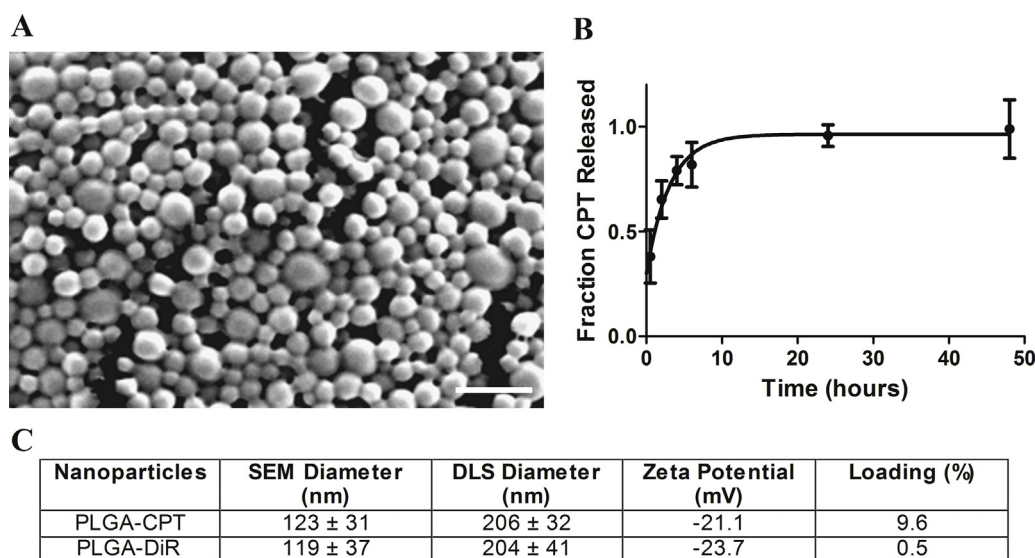 A
B
Fraction CPT Released
1.0
0.5
0.0
0 10 20 30 40 50
Time (hours)
C
Nanoparticles SEM Diameter (nm) DLS Diameter (nm) Zeta Potential (mV) Loading (%)
PLGA-CPT 123 ± 31 206 ± 32 -21.1 9.6
PLGA-DiR 119 ± 37 204 ± 41 -23.7 0.5